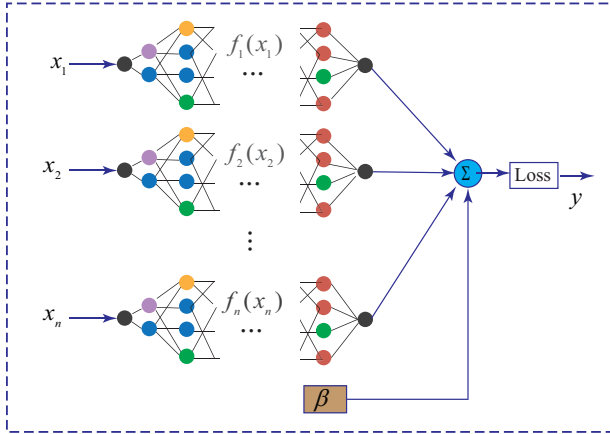 x₁
f₁(x₁)
...
x₂
f₂(x₂)
...
Σ
Loss
y
⋮
xₙ
fₙ(xₙ)
...
β